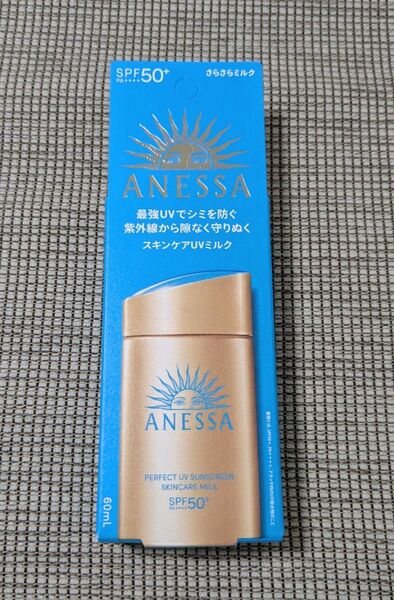 SPF50+
PA++++
さらさらミルク
ANESSA
最強UVでシミを防ぐ
紫外線から隙なく守りぬく
スキンケアUVミルク
ANESSA
PERFECT UV SUNSCREEN
SKINCARE MILK
SPF50+
PA++++
60mL